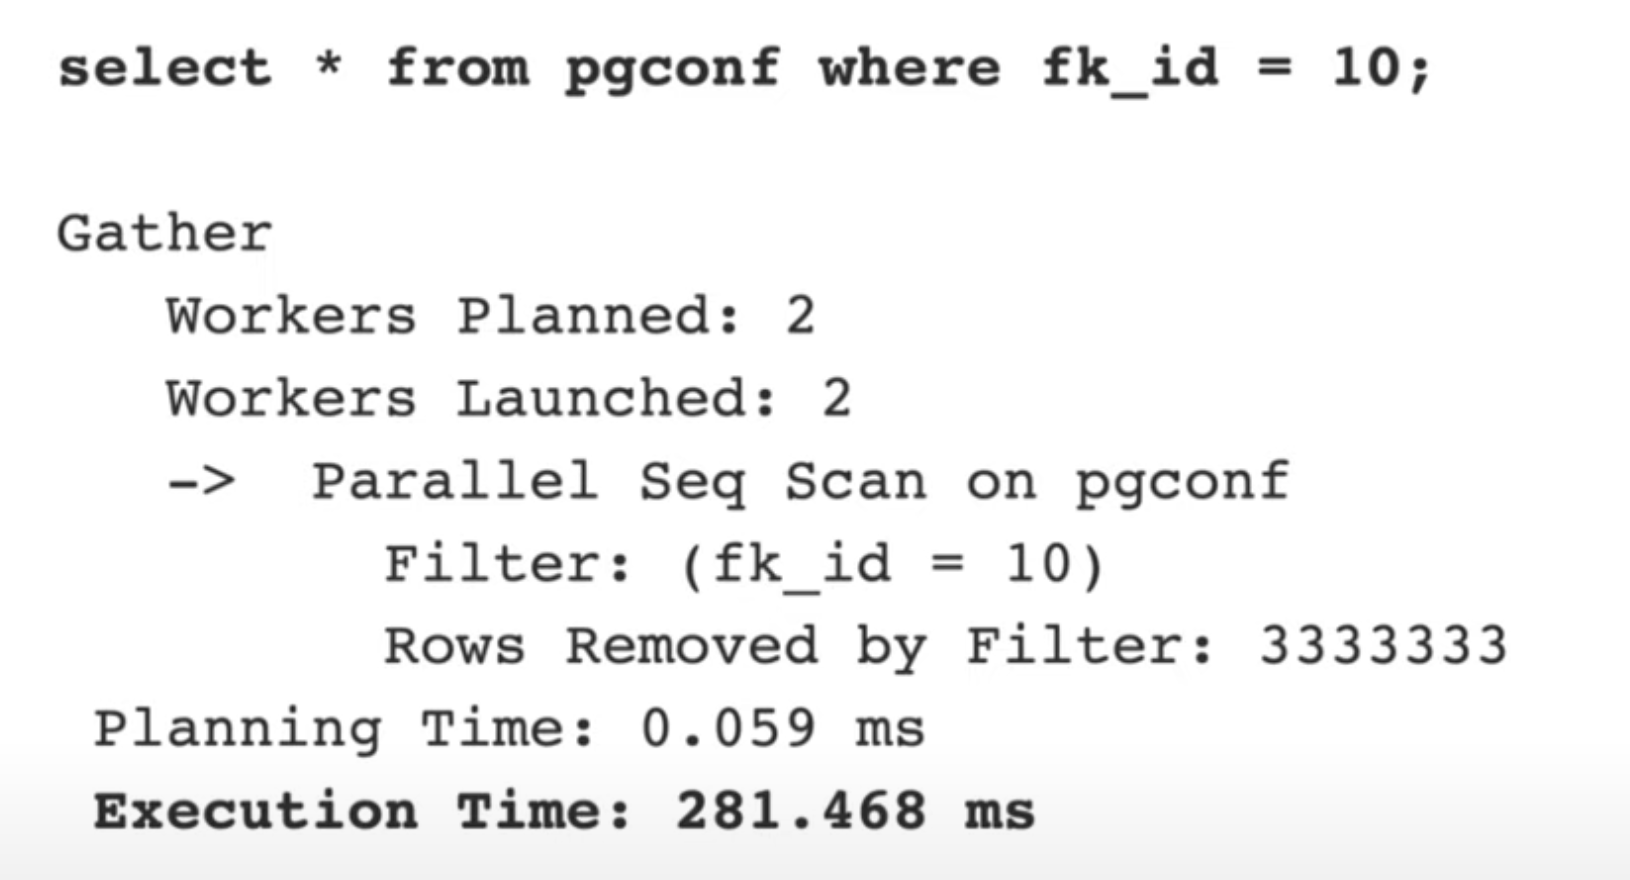 select * from pgconf where fk_id = 10;
Gather
Workers Planned: 2
Workers Launched: 2
->  Parallel Seq Scan on pgconf
Filter: (fk_id = 10)
Rows Removed by Filter: 3333333
Planning Time: 0.059 ms
Execution Time: 281.468 ms